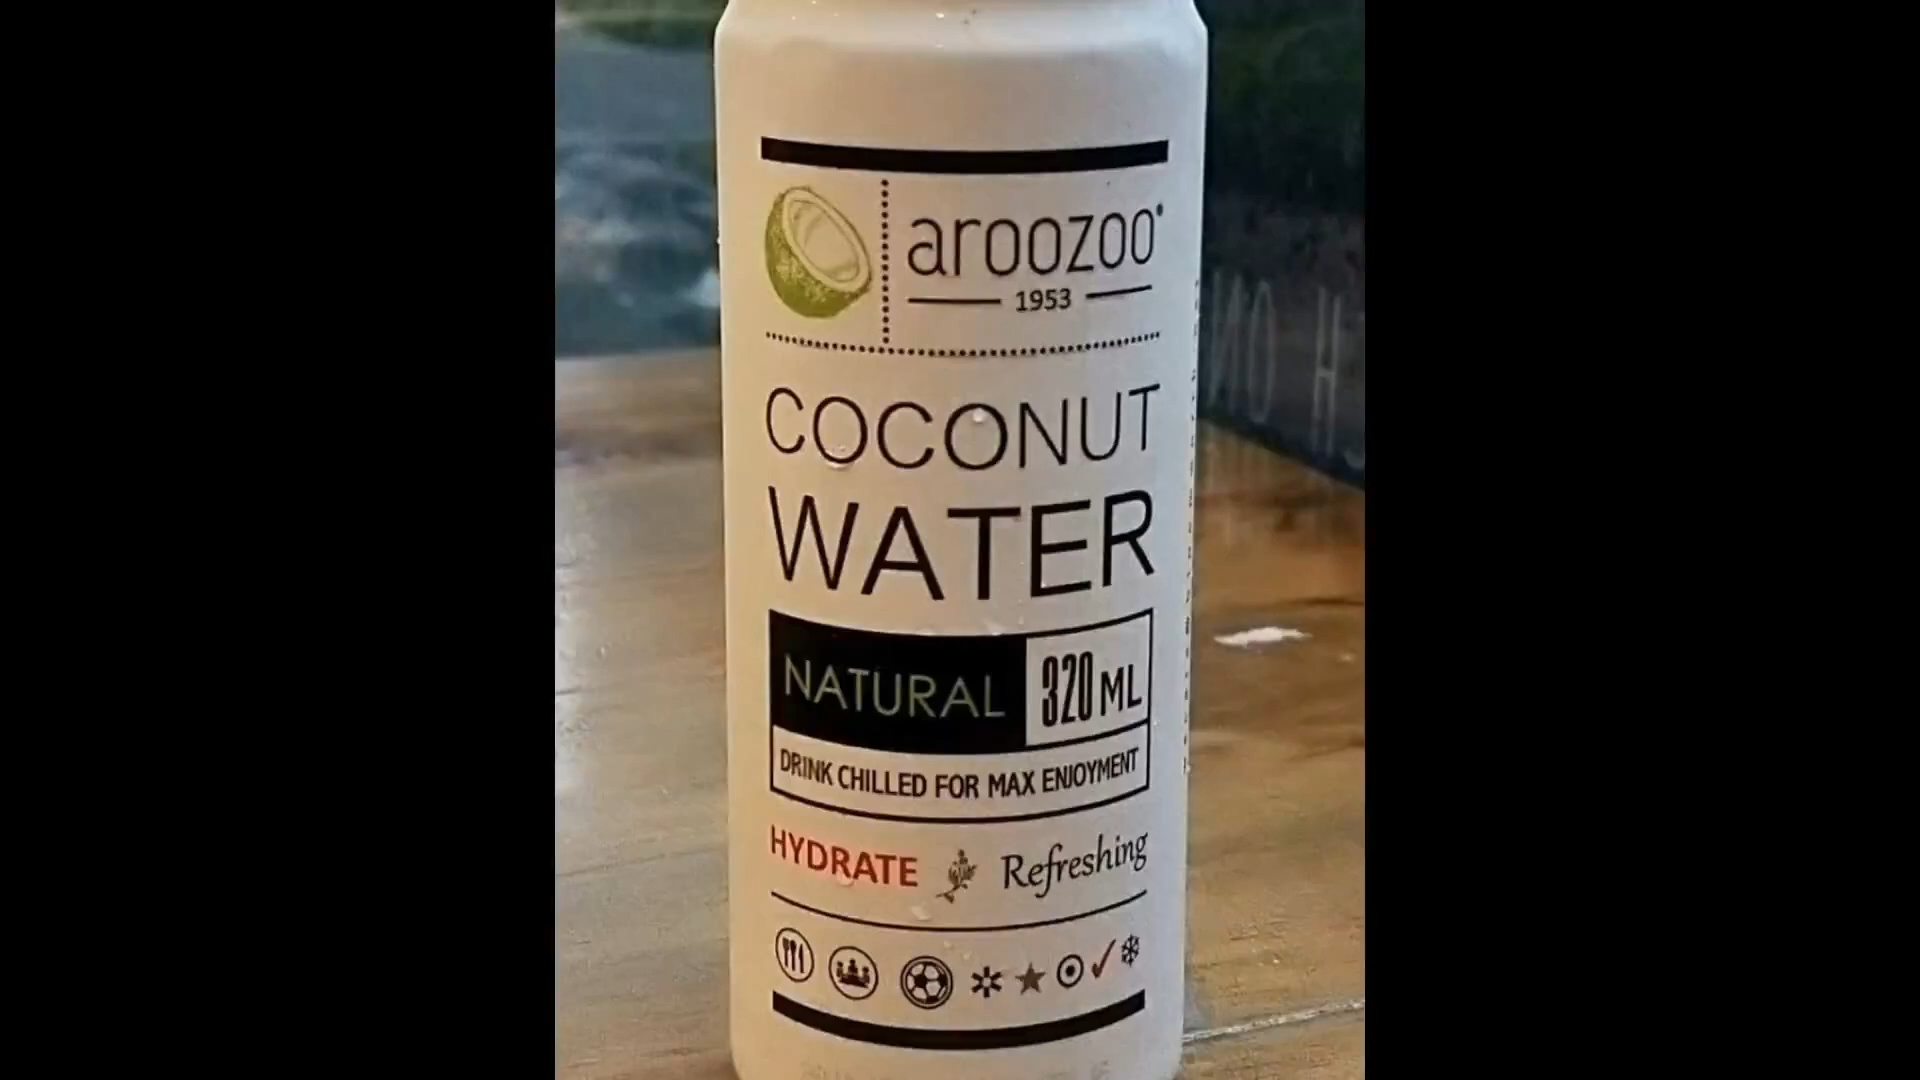 aroozoo
1953
COCONUT
WATER
NATURAL 320 ML
DRINK CHILLED FOR MAX ENJOYMENT
HYDRATE Refreshing